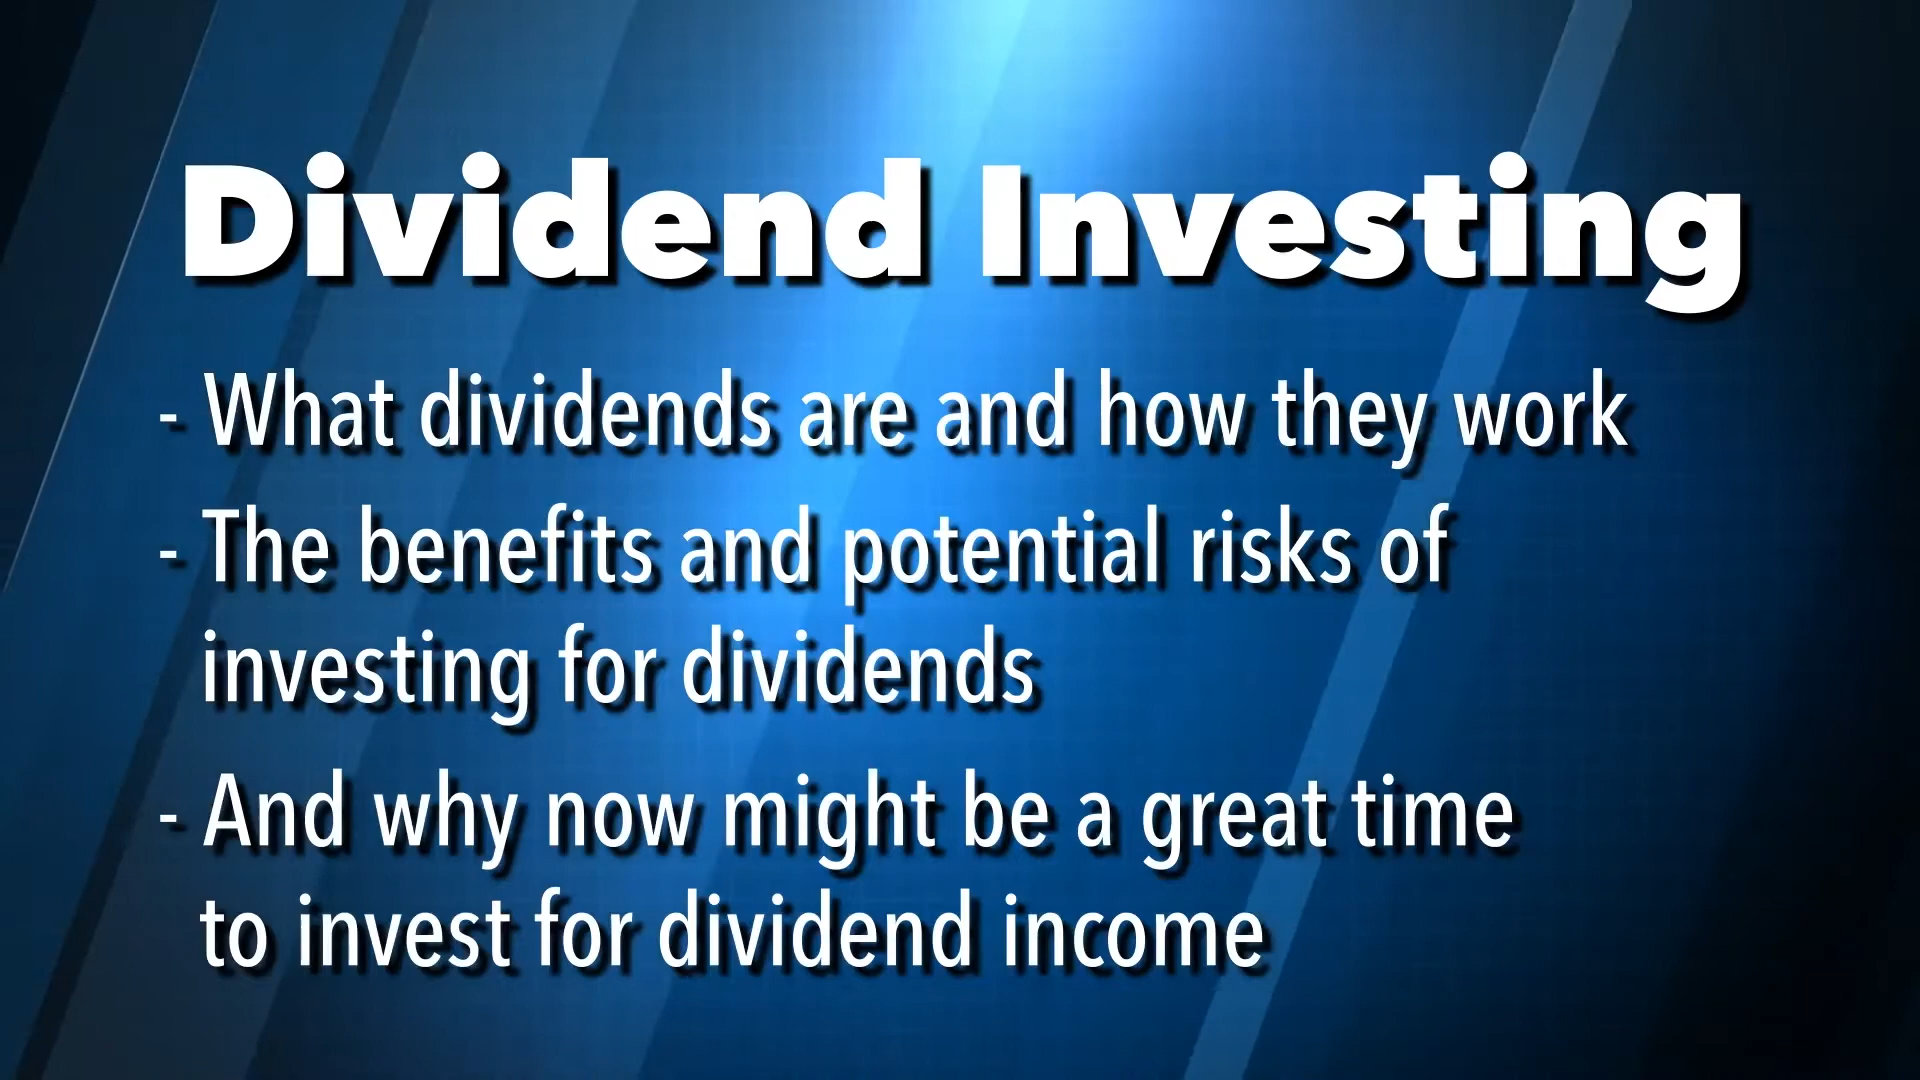 Dividend Investing
- What dividends are and how they work
- The benefits and potential risks of
investing for dividends
- And why now might be a great time
to invest for dividend income